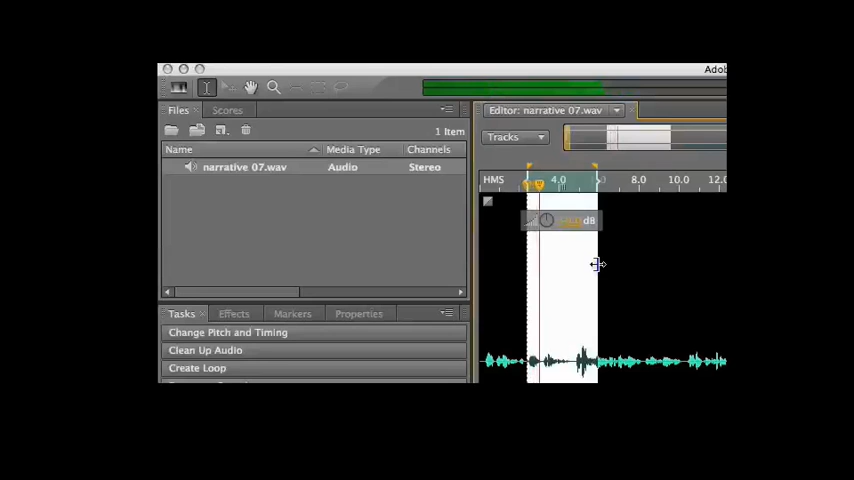 Adob
Files Scores
Editor: narrative 07.wav
1 Item
Tracks
Name Media Type Channels
narrative 07.wav Audio Stereo
HMS 4.0 8.0 10.0 12.0
dB
Tasks Effects Markers Properties
Change Pitch and Timing
Clean Up Audio
Create Loop